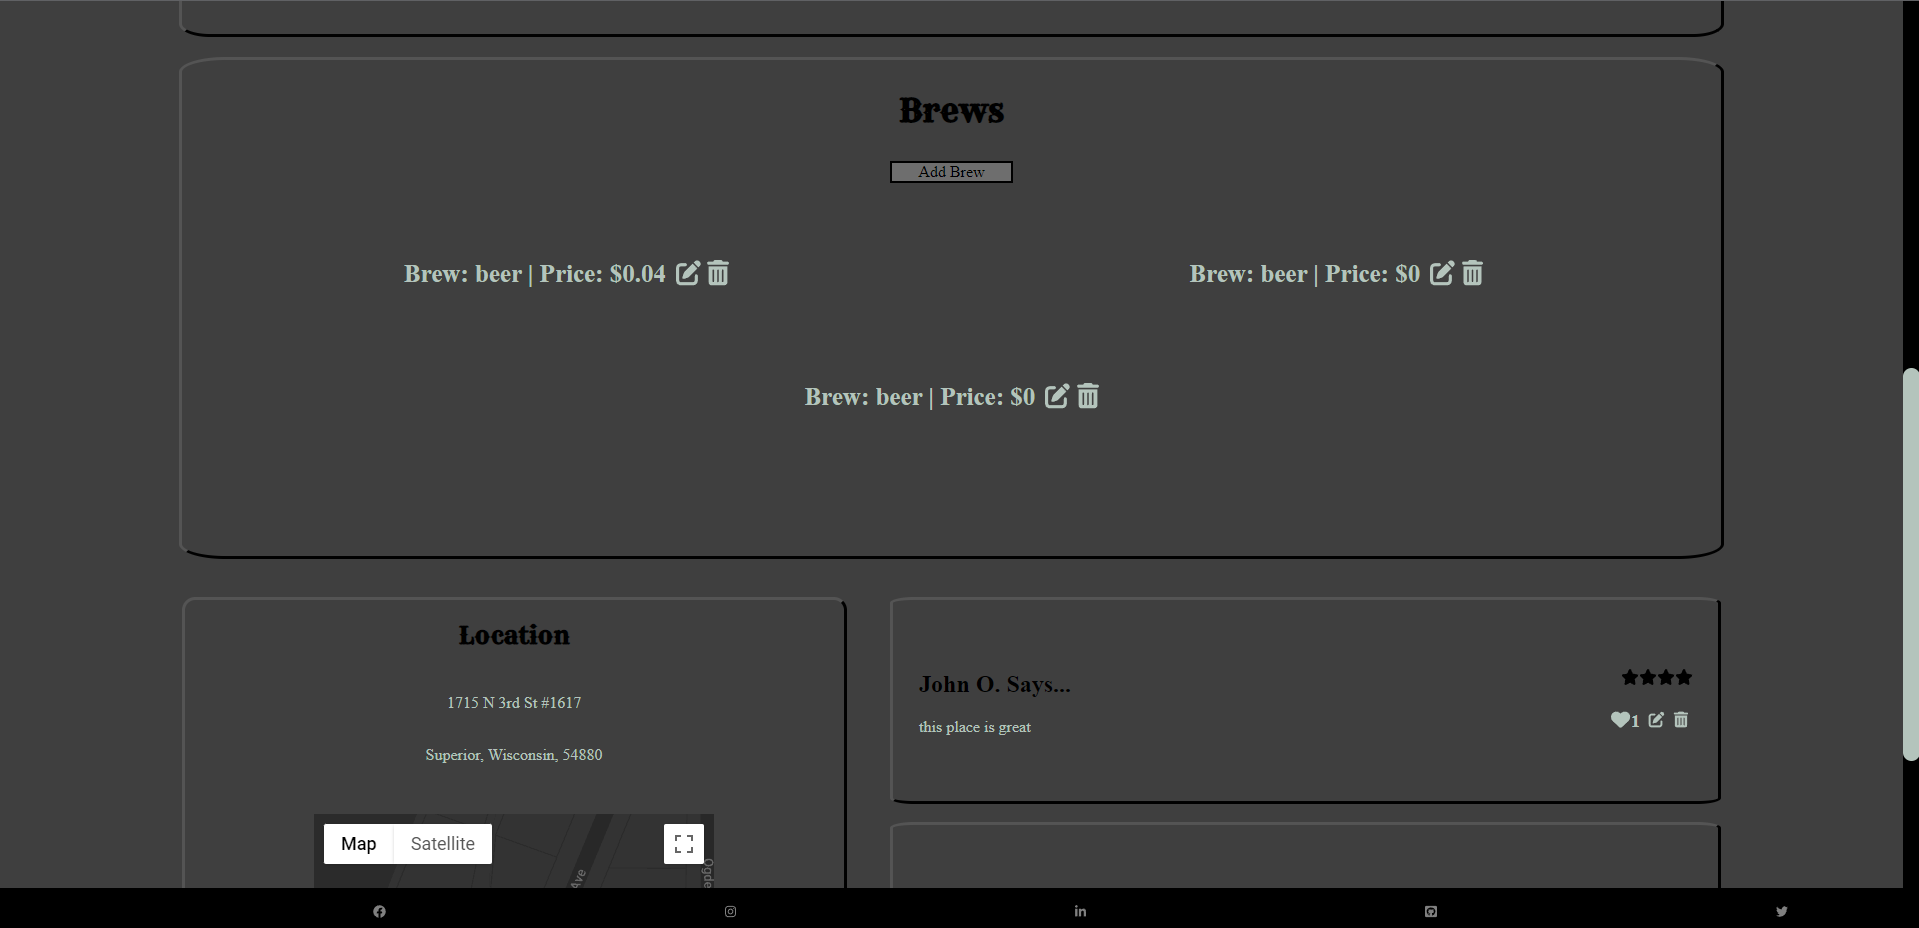 Brews
Add Brew
Brew: beer | Price: $0.04
Brew: beer | Price: $0
Brew: beer | Price: $0
Location
1715 N 3rd St #1617
Superior, Wisconsin, 54880
Map
Satellite
Ave
Ogde
John O. Says...
this place is great
1